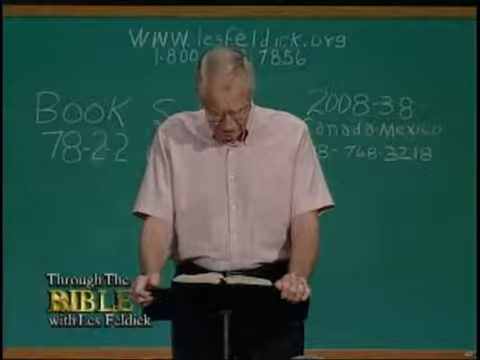 www.lesfeldick.org
1-800 7856
Book S
2008-38
78-2-2
Canada Mexico
768-3218
Through The
BIBLE
with Les Feldick